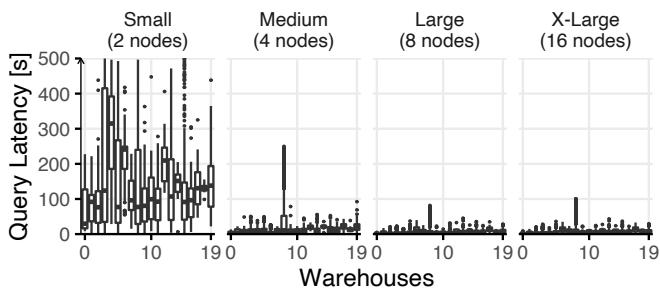 Small Medium Large X-Large
(2 nodes) (4 nodes) (8 nodes) (16 nodes)
Query Latency [s]
500
400
300
200
100
0
0 10 19 0 10 19 0 10 19 0 10 19
Warehouses